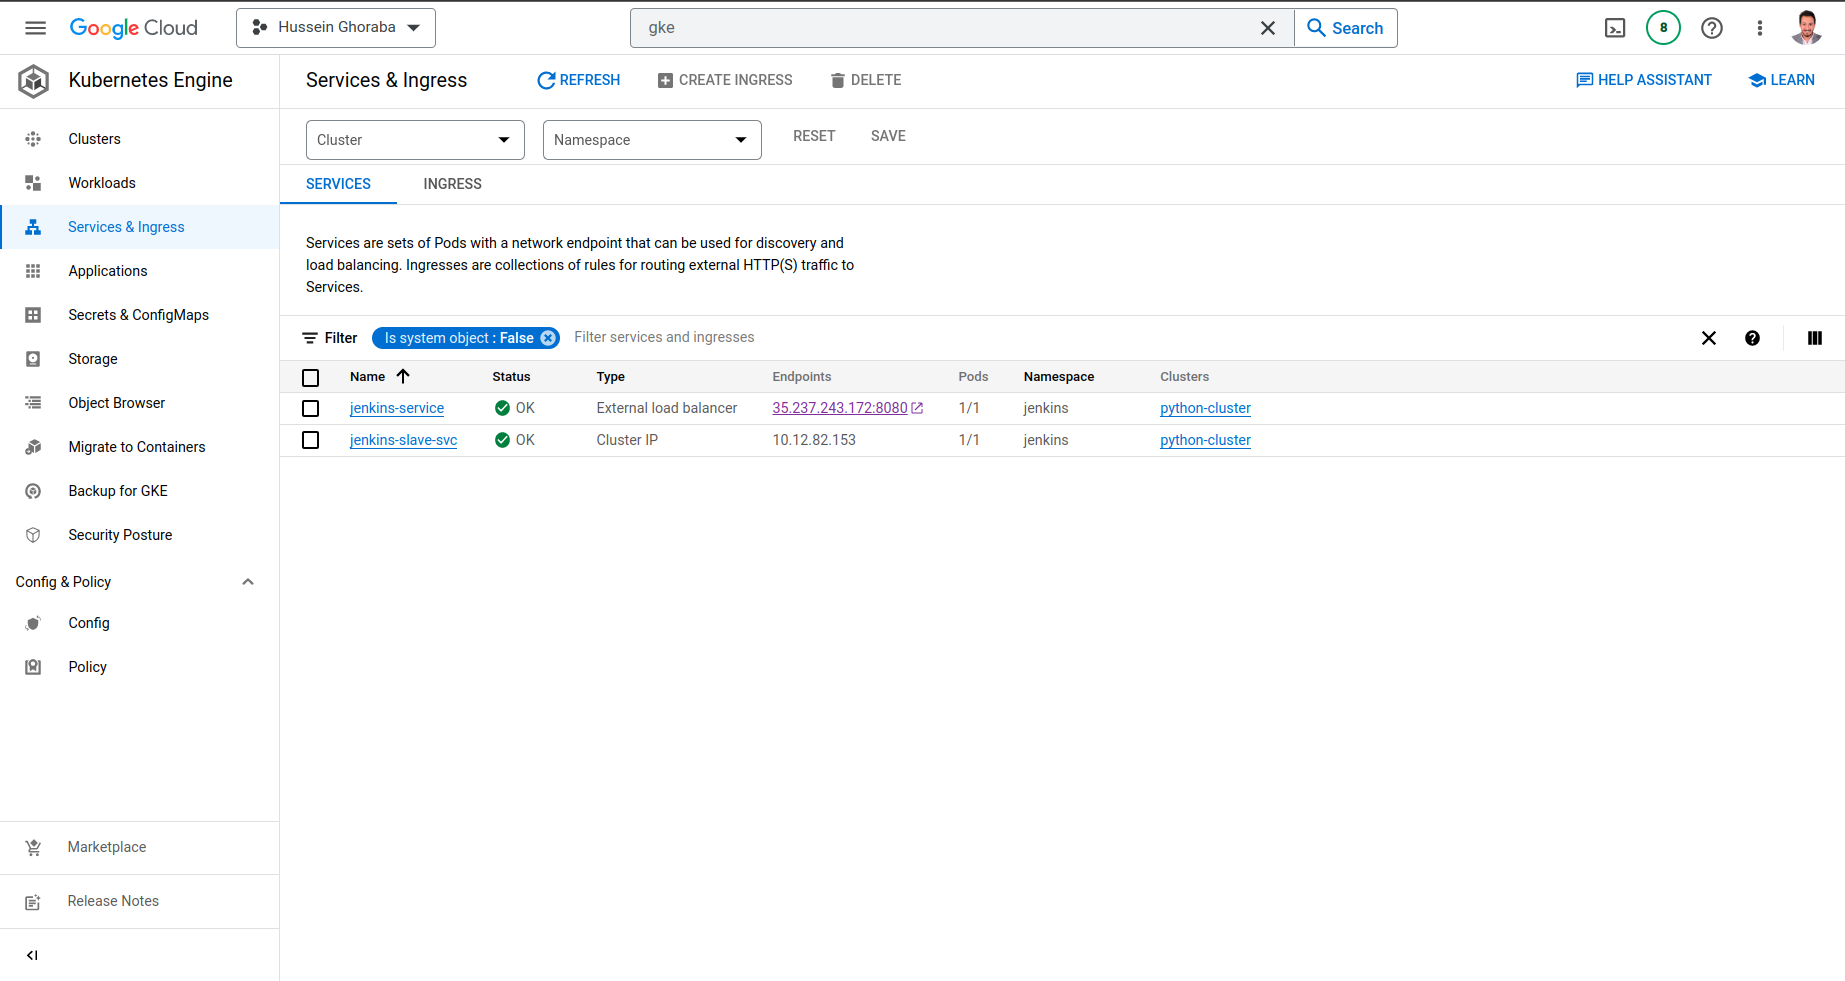 Google Cloud
Hussein Ghoraba
gke
Search
8
Kubernetes Engine
Services & Ingress
REFRESH
CREATE INGRESS
DELETE
HELP ASSISTANT
LEARN
Clusters
Workloads
Services & Ingress
Applications
Secrets & ConfigMaps
Storage
Object Browser
Migrate to Containers
Backup for GKE
Security Posture
Config & Policy
Config
Policy
Marketplace
Release Notes
Cluster
Namespace
RESET
SAVE
SERVICES
INGRESS
Services are sets of Pods with a network endpoint that can be used for discovery and
load balancing. Ingresses are collections of rules for routing external HTTP(S) traffic to
Services.
Filter
Is system object : False
Filter services and ingresses
Name Status Type Endpoints Pods Namespace Clusters
jenkins-service OK External load balancer 35.237.243.172:8080 1/1 jenkins python-cluster
jenkins-slave-svc OK Cluster IP 10.12.82.153 1/1 jenkins python-cluster